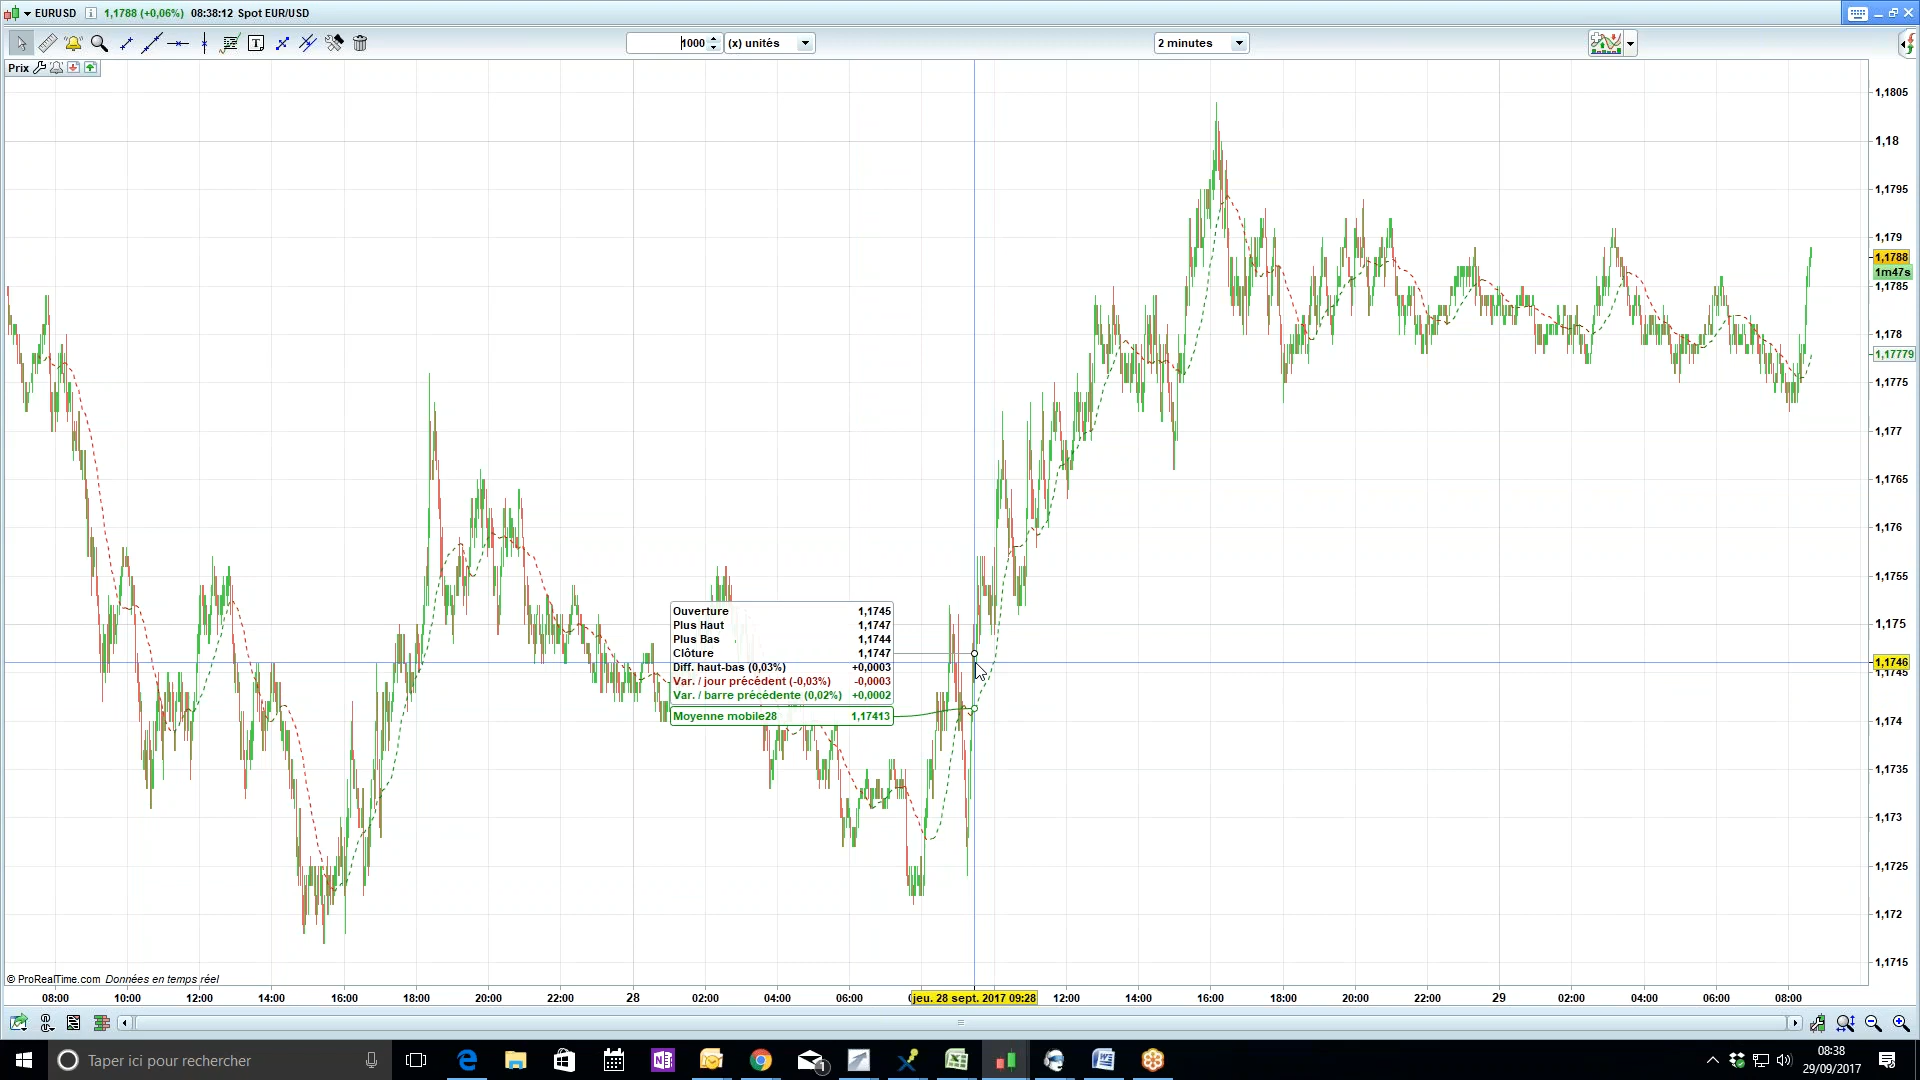 EURUSD 1,1788 (+0,06%) 08:38:12 Spot EUR/USD
1000 (x) unités 2 minutes
Prix
1,1805
1,18
1,1795
1,179
1,1788
1m47s
1,1785
1,178
1,17779
1,1775
1,177
1,1765
1,176
1,1755
1,175
1,1746
1,1745
1,174
1,1735
1,173
1,1725
1,172
1,1715
Ouverture 1,1745
Plus Haut 1,1747
Plus Bas 1,1744
Clôture 1,1747
Diff. haut-bas (0,03%) +0,0003
Var. / jour précédent (-0,03%) -0,0003
Var. / barre précédente (0,02%) +0,0002
Moyenne mobile28 1,17413
© ProRealTime.com Données en temps réel
08:00 10:00 12:00 14:00 16:00 18:00 20:00 22:00 28 02:00 04:00 06:00 jeu. 28 sept. 2017 09:28 12:00 14:00 16:00 18:00 20:00 22:00 29 02:00 04:00 06:00 08:00
Taper ici pour rechercher
08:38
29/09/2017